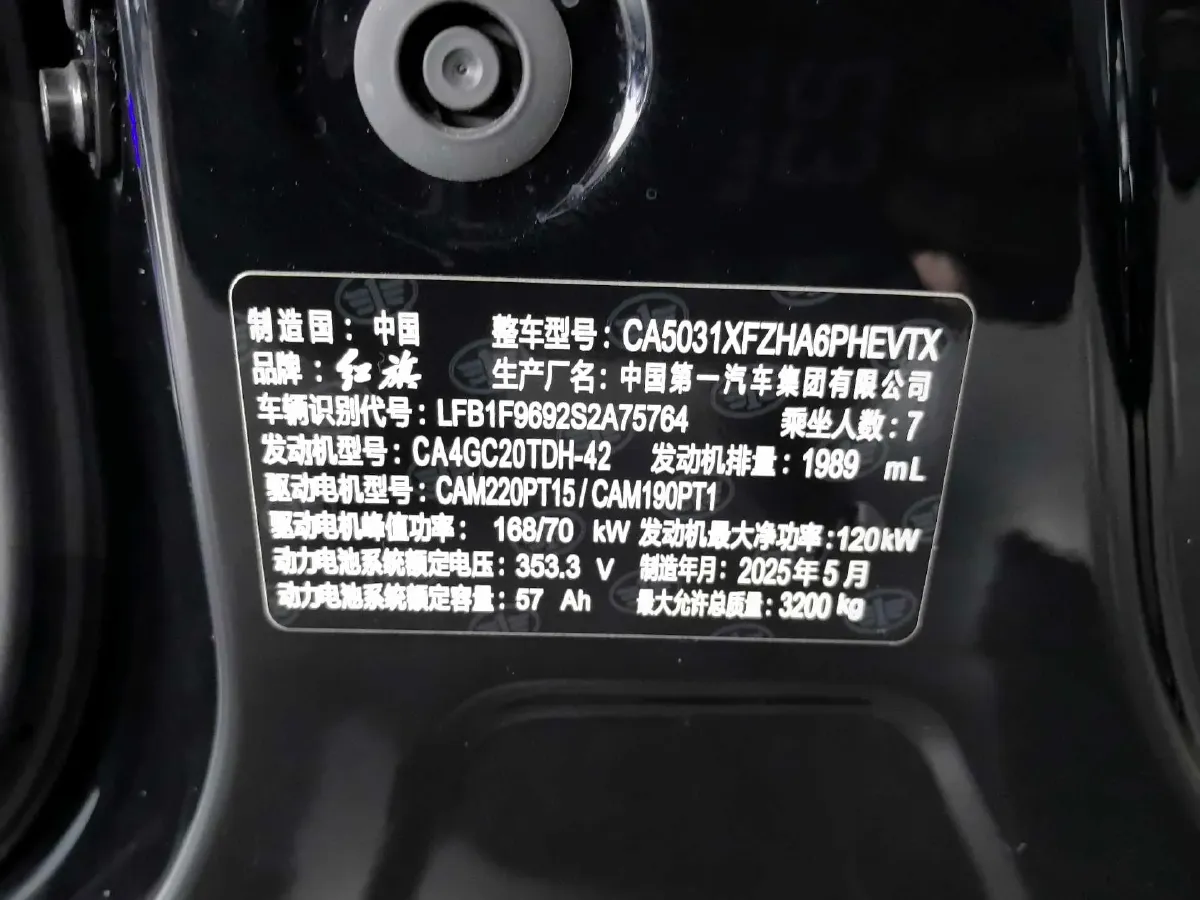 制造国：中国 整车型号：CA5031XFZHA6PHEVTX
品牌：红旗 生产厂名：中国第一汽车集团有限公司
车辆识别代号：LFB1F9692S2A75764 乘坐人数：7
发动机型号：CA4GC20TDH-42 发动机排量：1989 mL
驱动电机型号：CAM220PT15/CAM190PT1
驱动电机峰值功率：168/70 kW 发动机最大净功率：120kW
动力电池系统额定电压：353.3 V 制造年月：2025年5月
动力电池系统额定容量：57 Ah 最大允许总质量：3200 kg